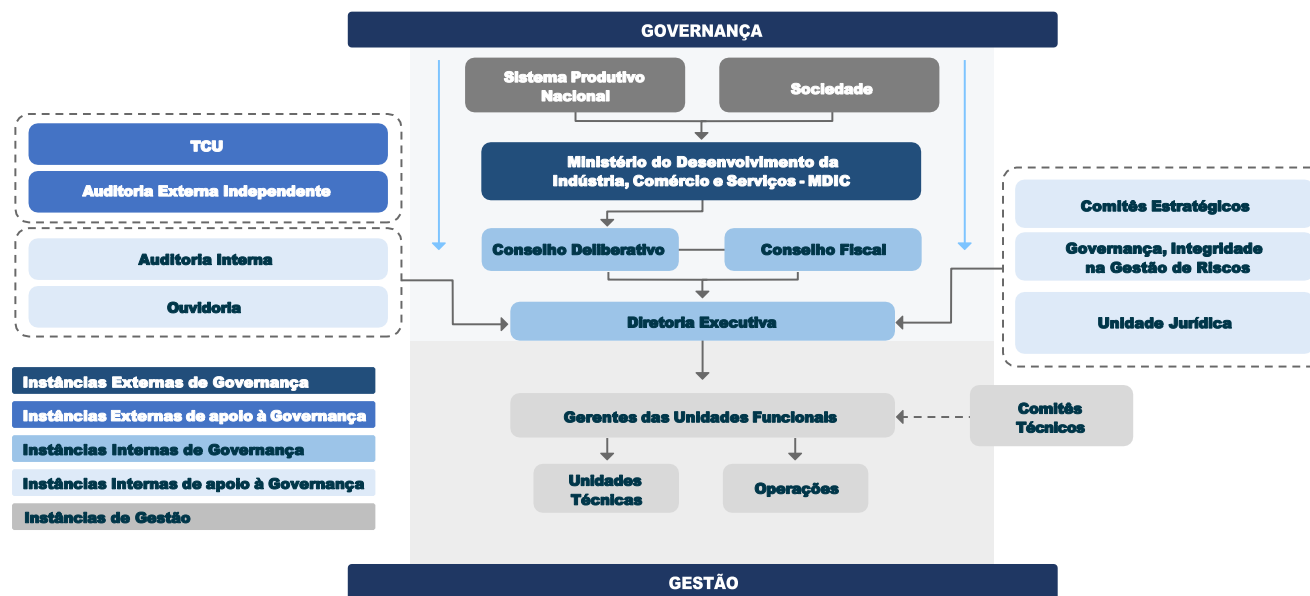 GOVERNANÇA
Sistema Produtivo
Nacional
Sociedade
TCU
Auditoria Externa Independente
Ministério do Desenvolvimento da
Indústria, Comércio e Serviços - MDIC
Comitês Estratégicos
Governança, Integridade
na Gestão de Riscos
Unidade Jurídica
Auditoria Interna
Ouvidoria
Conselho Deliberativo
Conselho Fiscal
Diretoria Executiva
Instâncias Externas de Governança
Instâncias Externas de apoio à Governança
Instâncias Internas de Governança
Instâncias Internas de apoio à Governança
Instâncias de Gestão
Gerentes das Unidades Funcionais
Comitês
Técnicos
Unidades
Técnicas
Operações
GESTÃO